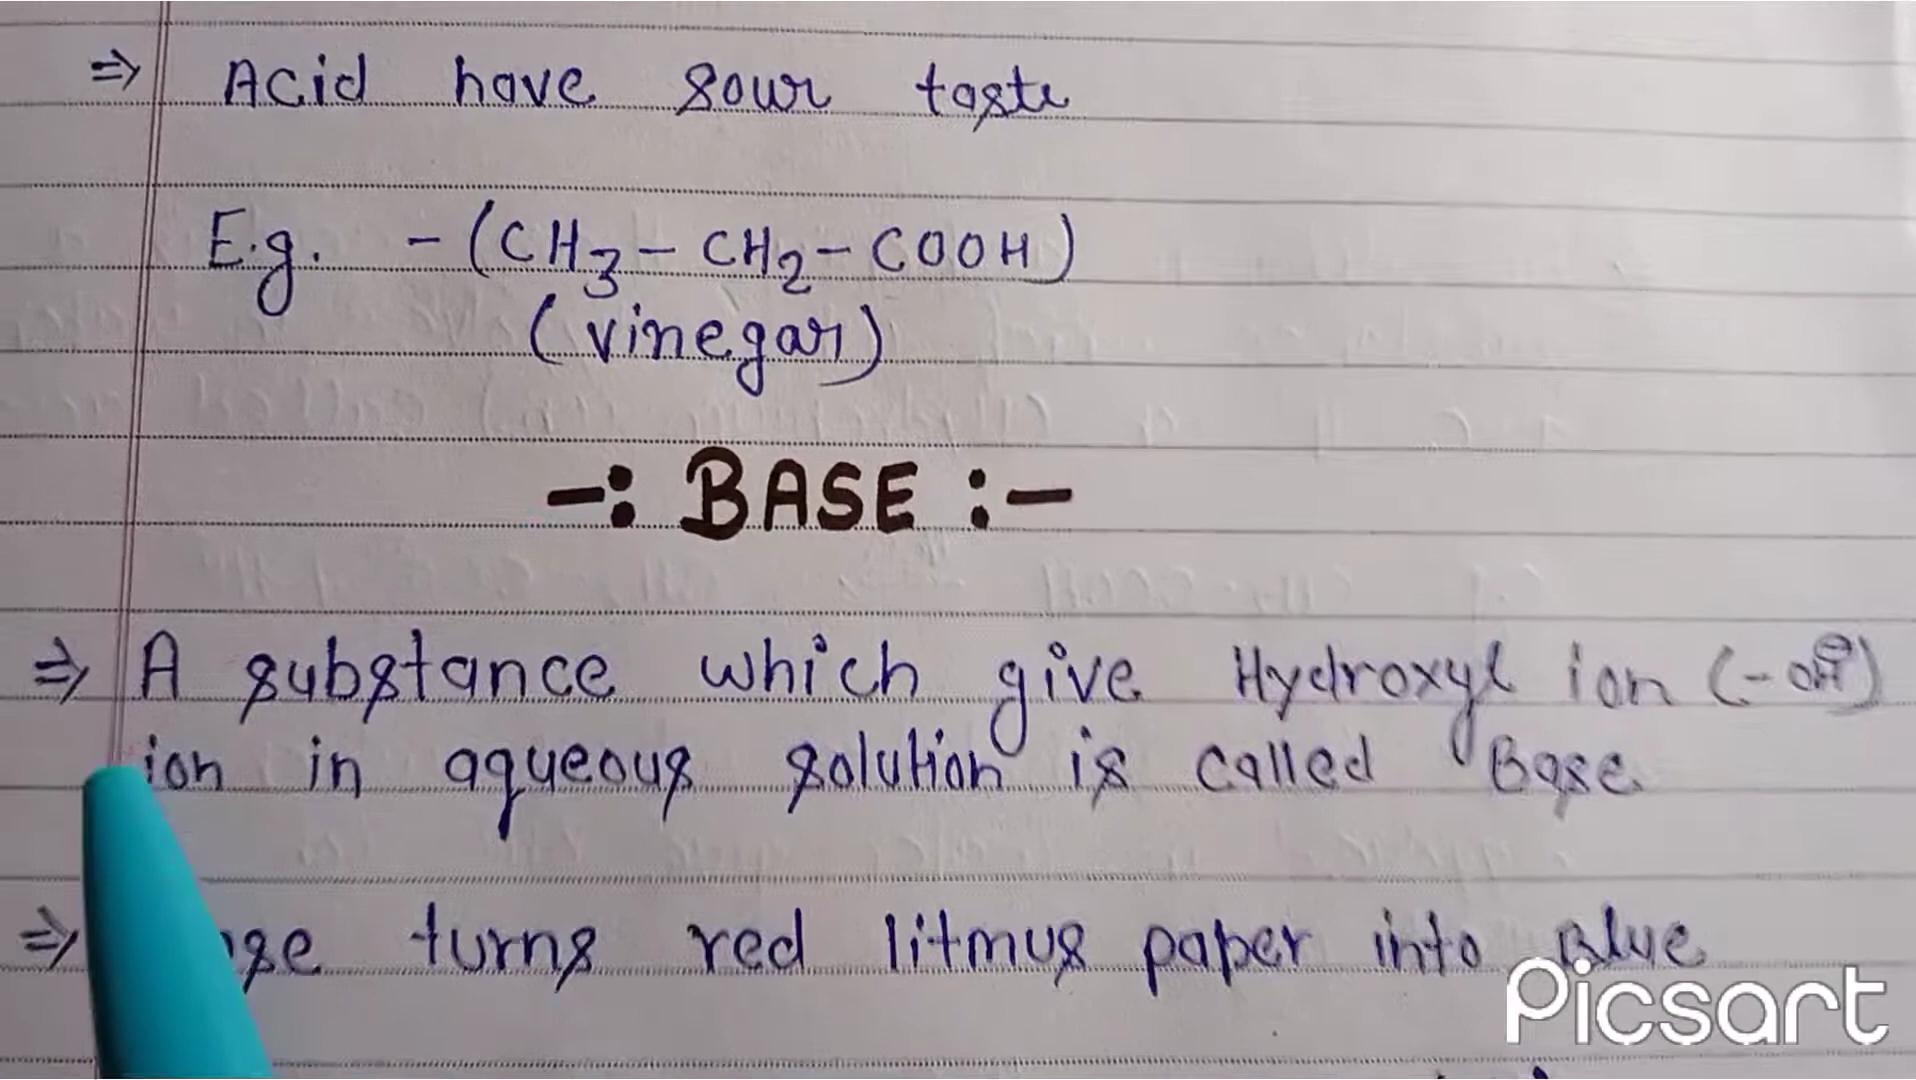 ⇒ Acid have sour taste
E.g. - (CH3 - CH2 - COOH)
(vinegar)
-: BASE :-
⇒ A substance which give Hydroxyl ion (-OH⊖)
ion in aqueous solution is called Base
⇒ turns red litmus paper into Blue
Picsart